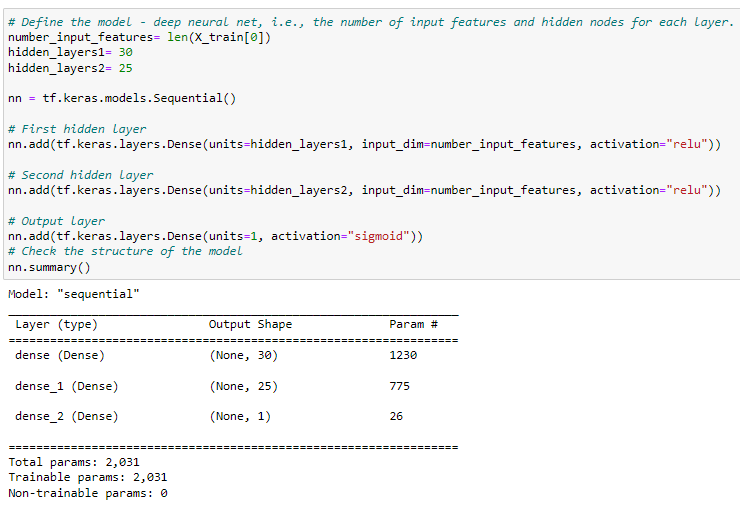 # Define the model - deep neural net, i.e., the number of input features and hidden nodes for each layer.
number_input_features= len(X_train[0])
hidden_layers1= 30
hidden_layers2= 25
nn = tf.keras.models.Sequential()
# First hidden layer
nn.add(tf.keras.layers.Dense(units=hidden_layers1, input_dim=number_input_features, activation="relu"))
# Second hidden layer
nn.add(tf.keras.layers.Dense(units=hidden_layers2, input_dim=number_input_features, activation="relu"))
# Output layer
nn.add(tf.keras.layers.Dense(units=1, activation="sigmoid"))
# Check the structure of the model
nn.summary()
Model: "sequential"
_________________________________________________________________
Layer (type) Output Shape Param #
=================================================================
dense (Dense) (None, 30) 1230
dense_1 (Dense) (None, 25) 775
dense_2 (Dense) (None, 1) 26
=================================================================
Total params: 2,031
Trainable params: 2,031
Non-trainable params: 0